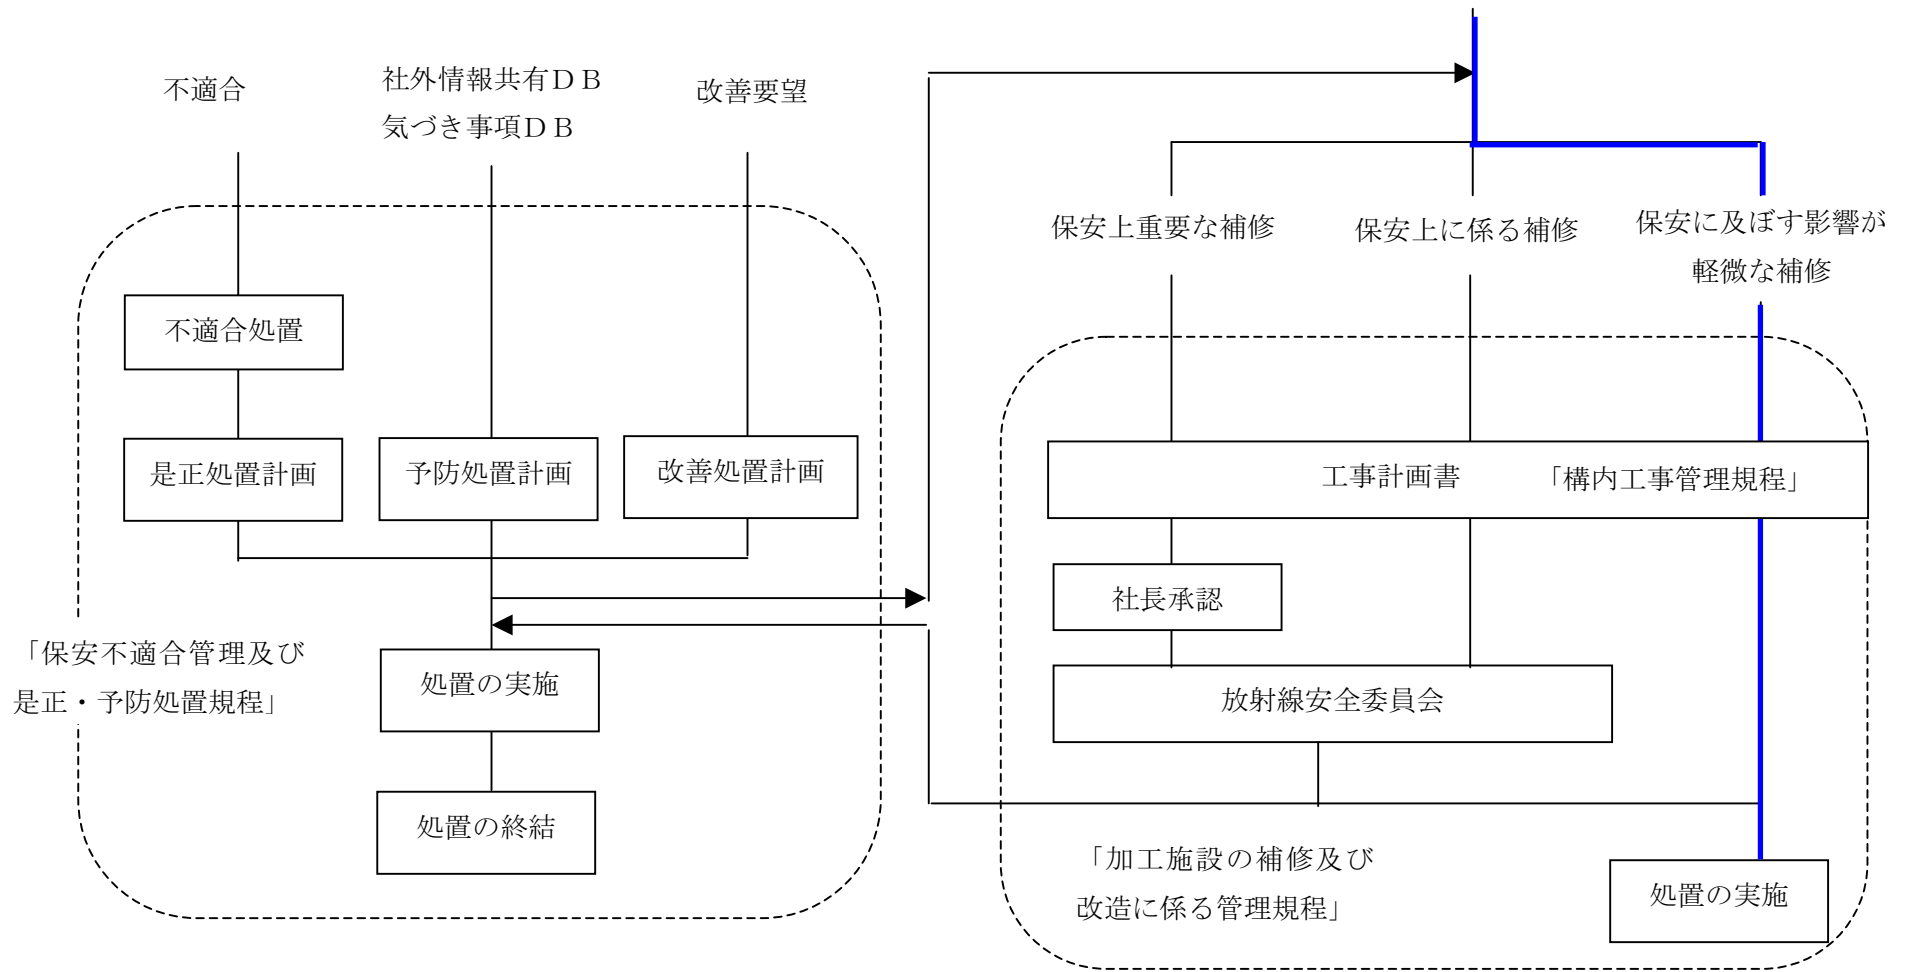 不適合
社外情報共有ＤＢ
気づき事項ＤＢ
改善要望
不適合処置
是正処置計画
予防処置計画
改善処置計画
「保安不適合管理及び
是正・予防処置規程」
処置の実施
処置の終結
保安上重要な補修
保安上に係る補修
保安に及ぼす影響が
軽微な補修
工事計画書　「構内工事管理規程」
社長承認
放射線安全委員会
「加工施設の補修及び
改造に係る管理規程」
処置の実施